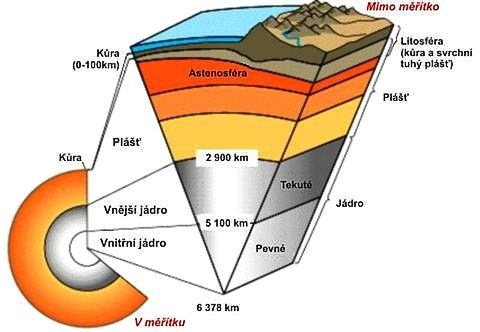 Mimo měřítko
Kůra
(0-100km)
Litosféra
(kůra a svrchní
tuhý plášť)
Astenosféra
Plášť
Plášť
Kůra
2 900 km
Tekuté
Vnější jádro
Jádro
5 100 km
Vnitřní jádro
Pevné
6 378 km
V měřítku